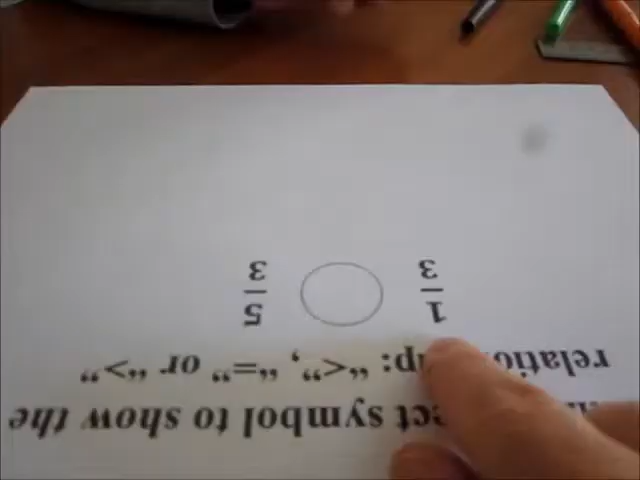 symbol to show the
“<”, “=” or “>”
1 5
3 3